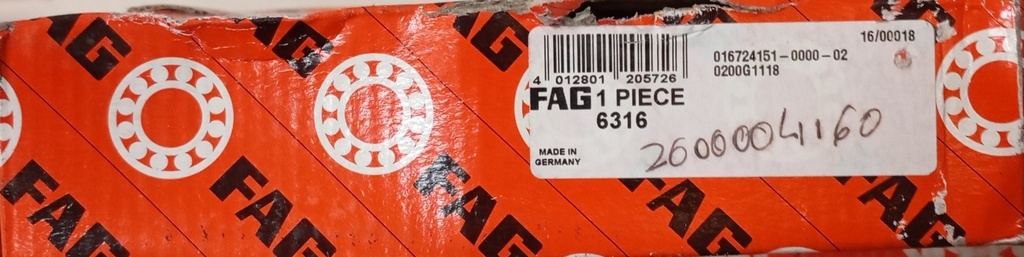 FAG
FAG
FAG
16/00018
016724151-0000-02
0200G1118
4 012801 205726
FAG 1 PIECE
6316
2600004160
MADE IN
GERMANY
FAG
FAG
FAG
FAG
FAG